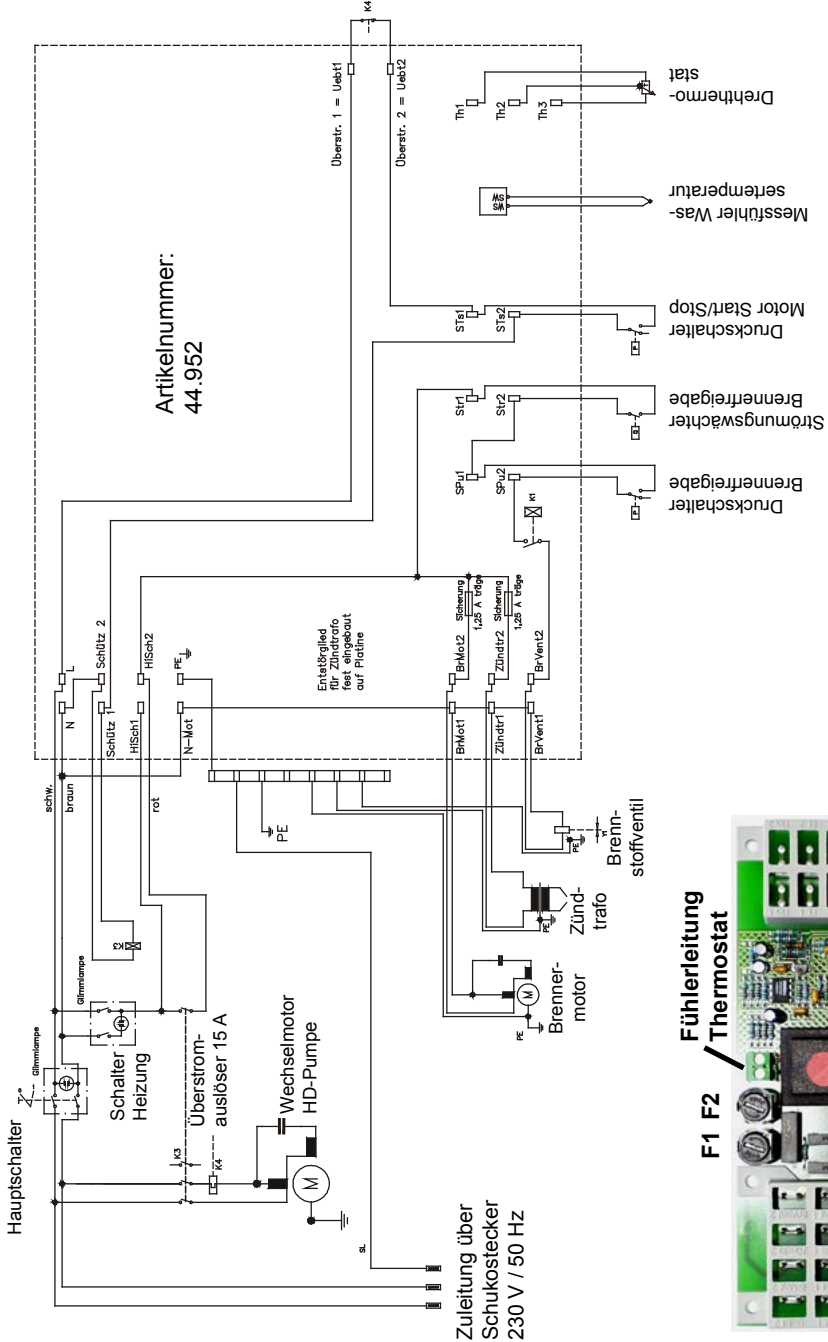 K4
Überstr. 1 = Uebt1
Überstr. 2 = Uebt2
Artikelnummer:
44.952
Th1
Th2
Th3
Drehthermo-
stat
SW
SW
Messfühler Was-
sertemperatur
STs1
STs2
P
Druckschalter
Motor Start/Stop
Str1
Str2
Strömungswächter
Brennerfreigabe
SPu1
SPu2
P
Druckschalter
Brennerfreigabe
K1
L
N
Schütz 2
Schütz 1
HiSch2
HiSch1
PE
N-Mot
Entstörglied
für Zündtrafo
fest eingebaut
auf Platine
Sicherung
1,25 A träge
Sicherung
1,25 A träge
BrMot2
BrMot1
Zündtr2
Zündtr1
BrVent2
BrVent1
schw.
braun
rot
PE
K3
Hauptschalter
Glimmlampe
Glimmlampe
Schalter
Heizung
Überstrom-
auslöser 15 A
K3
K4
Wechselmotor
HD-Pumpe
M
SL
Zuleitung über
Schukostecker
230 V / 50 Hz
PE
M
Brenner-
motor
PE
Zünd-
trafo
PE
Y1
Brenn-
stoffventil
F1 F2
Fühlerleitung
Thermostat